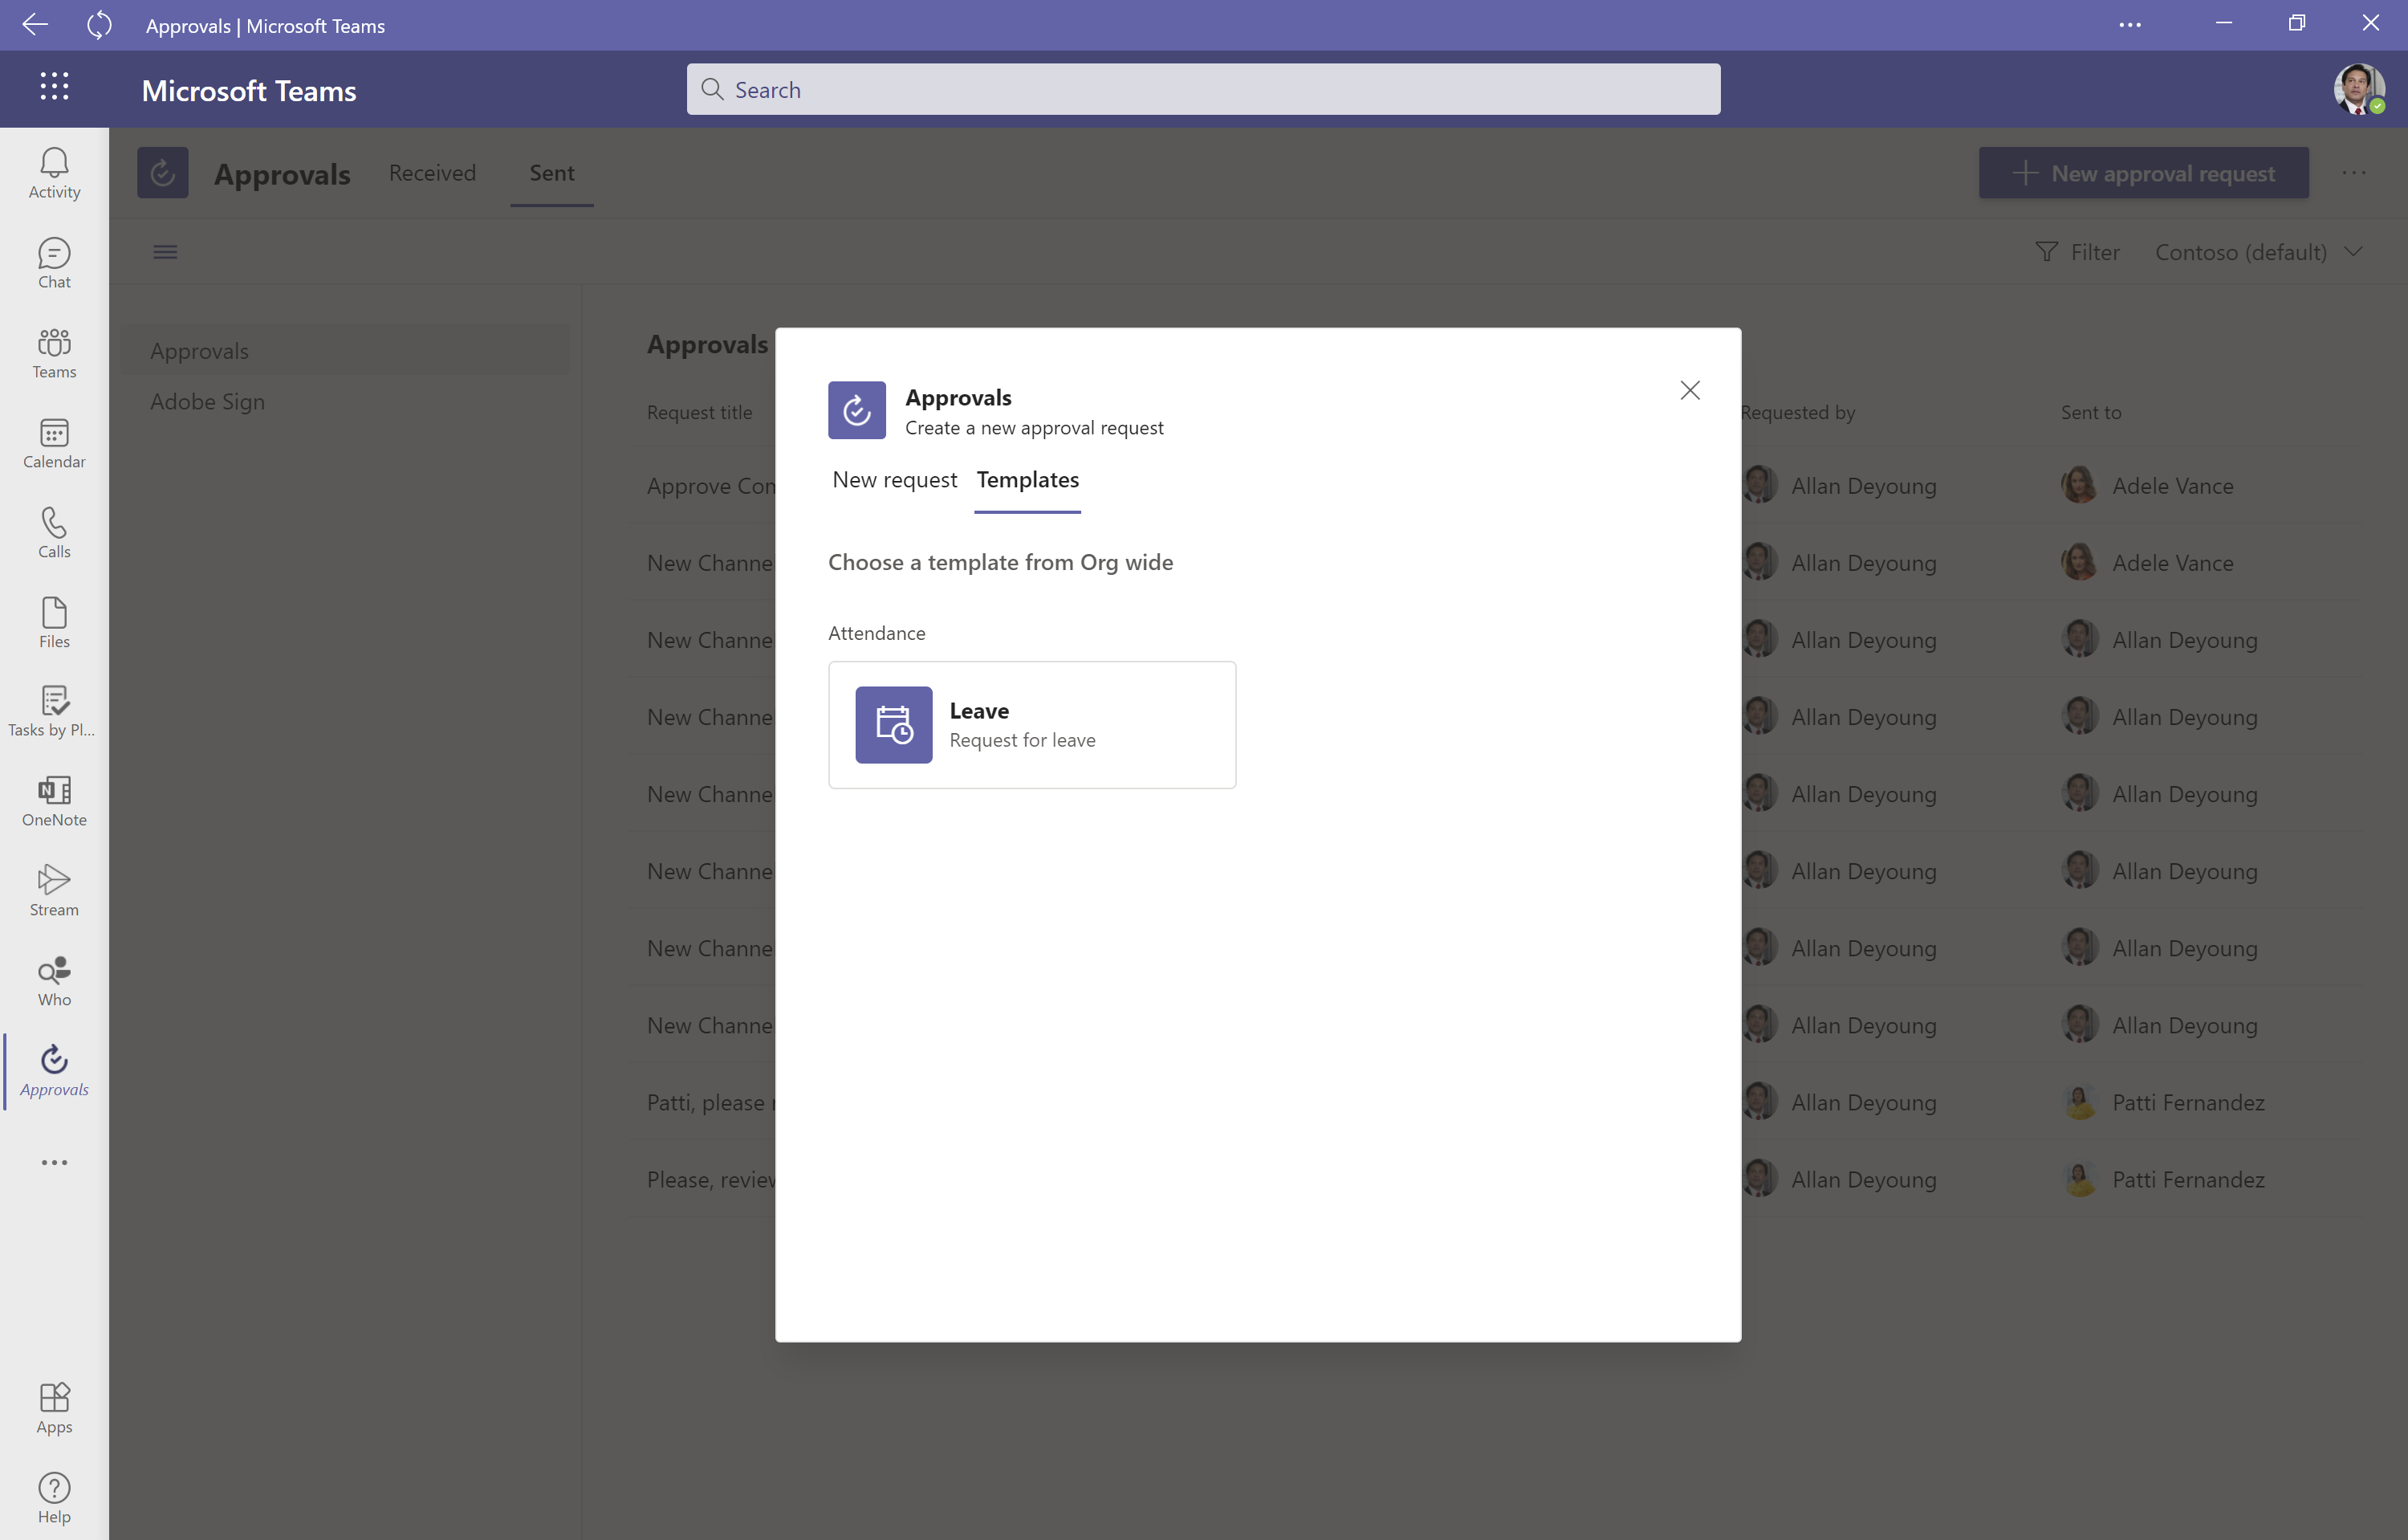 Approvals | Microsoft Teams
Microsoft Teams
Search
Activity
Chat
Teams
Calendar
Calls
Files
Tasks by Pl...
OneNote
Stream
Who
Approvals
Apps
Help
Approvals
Received
Sent
New approval request
Filter
Contoso (default)
Approvals
Adobe Sign
Approvals
Request title
Requested by
Sent to
Approve Con
Allan Deyoung
Adele Vance
New Channe
Allan Deyoung
Adele Vance
New Channe
Allan Deyoung
Allan Deyoung
New Channe
Allan Deyoung
Allan Deyoung
New Channe
Allan Deyoung
Allan Deyoung
New Channe
Allan Deyoung
Allan Deyoung
New Channe
Allan Deyoung
Allan Deyoung
New Channe
Allan Deyoung
Allan Deyoung
Patti, please
Allan Deyoung
Patti Fernandez
Please, review
Allan Deyoung
Patti Fernandez
Approvals
Create a new approval request
New request
Templates
Choose a template from Org wide
Attendance
Leave
Request for leave